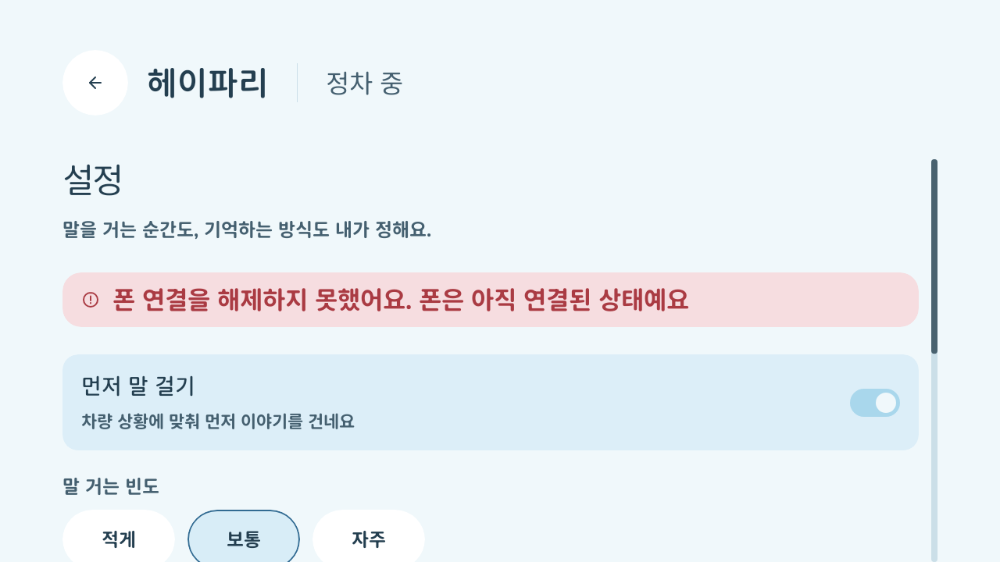 헤이파리
정차 중
설정
말을 거는 순간도, 기억하는 방식도 내가 정해요.
폰 연결을 해제하지 못했어요. 폰은 아직 연결된 상태예요
먼저 말 걸기
차량 상황에 맞춰 먼저 이야기를 건네요
말 거는 빈도
적게
보통
자주